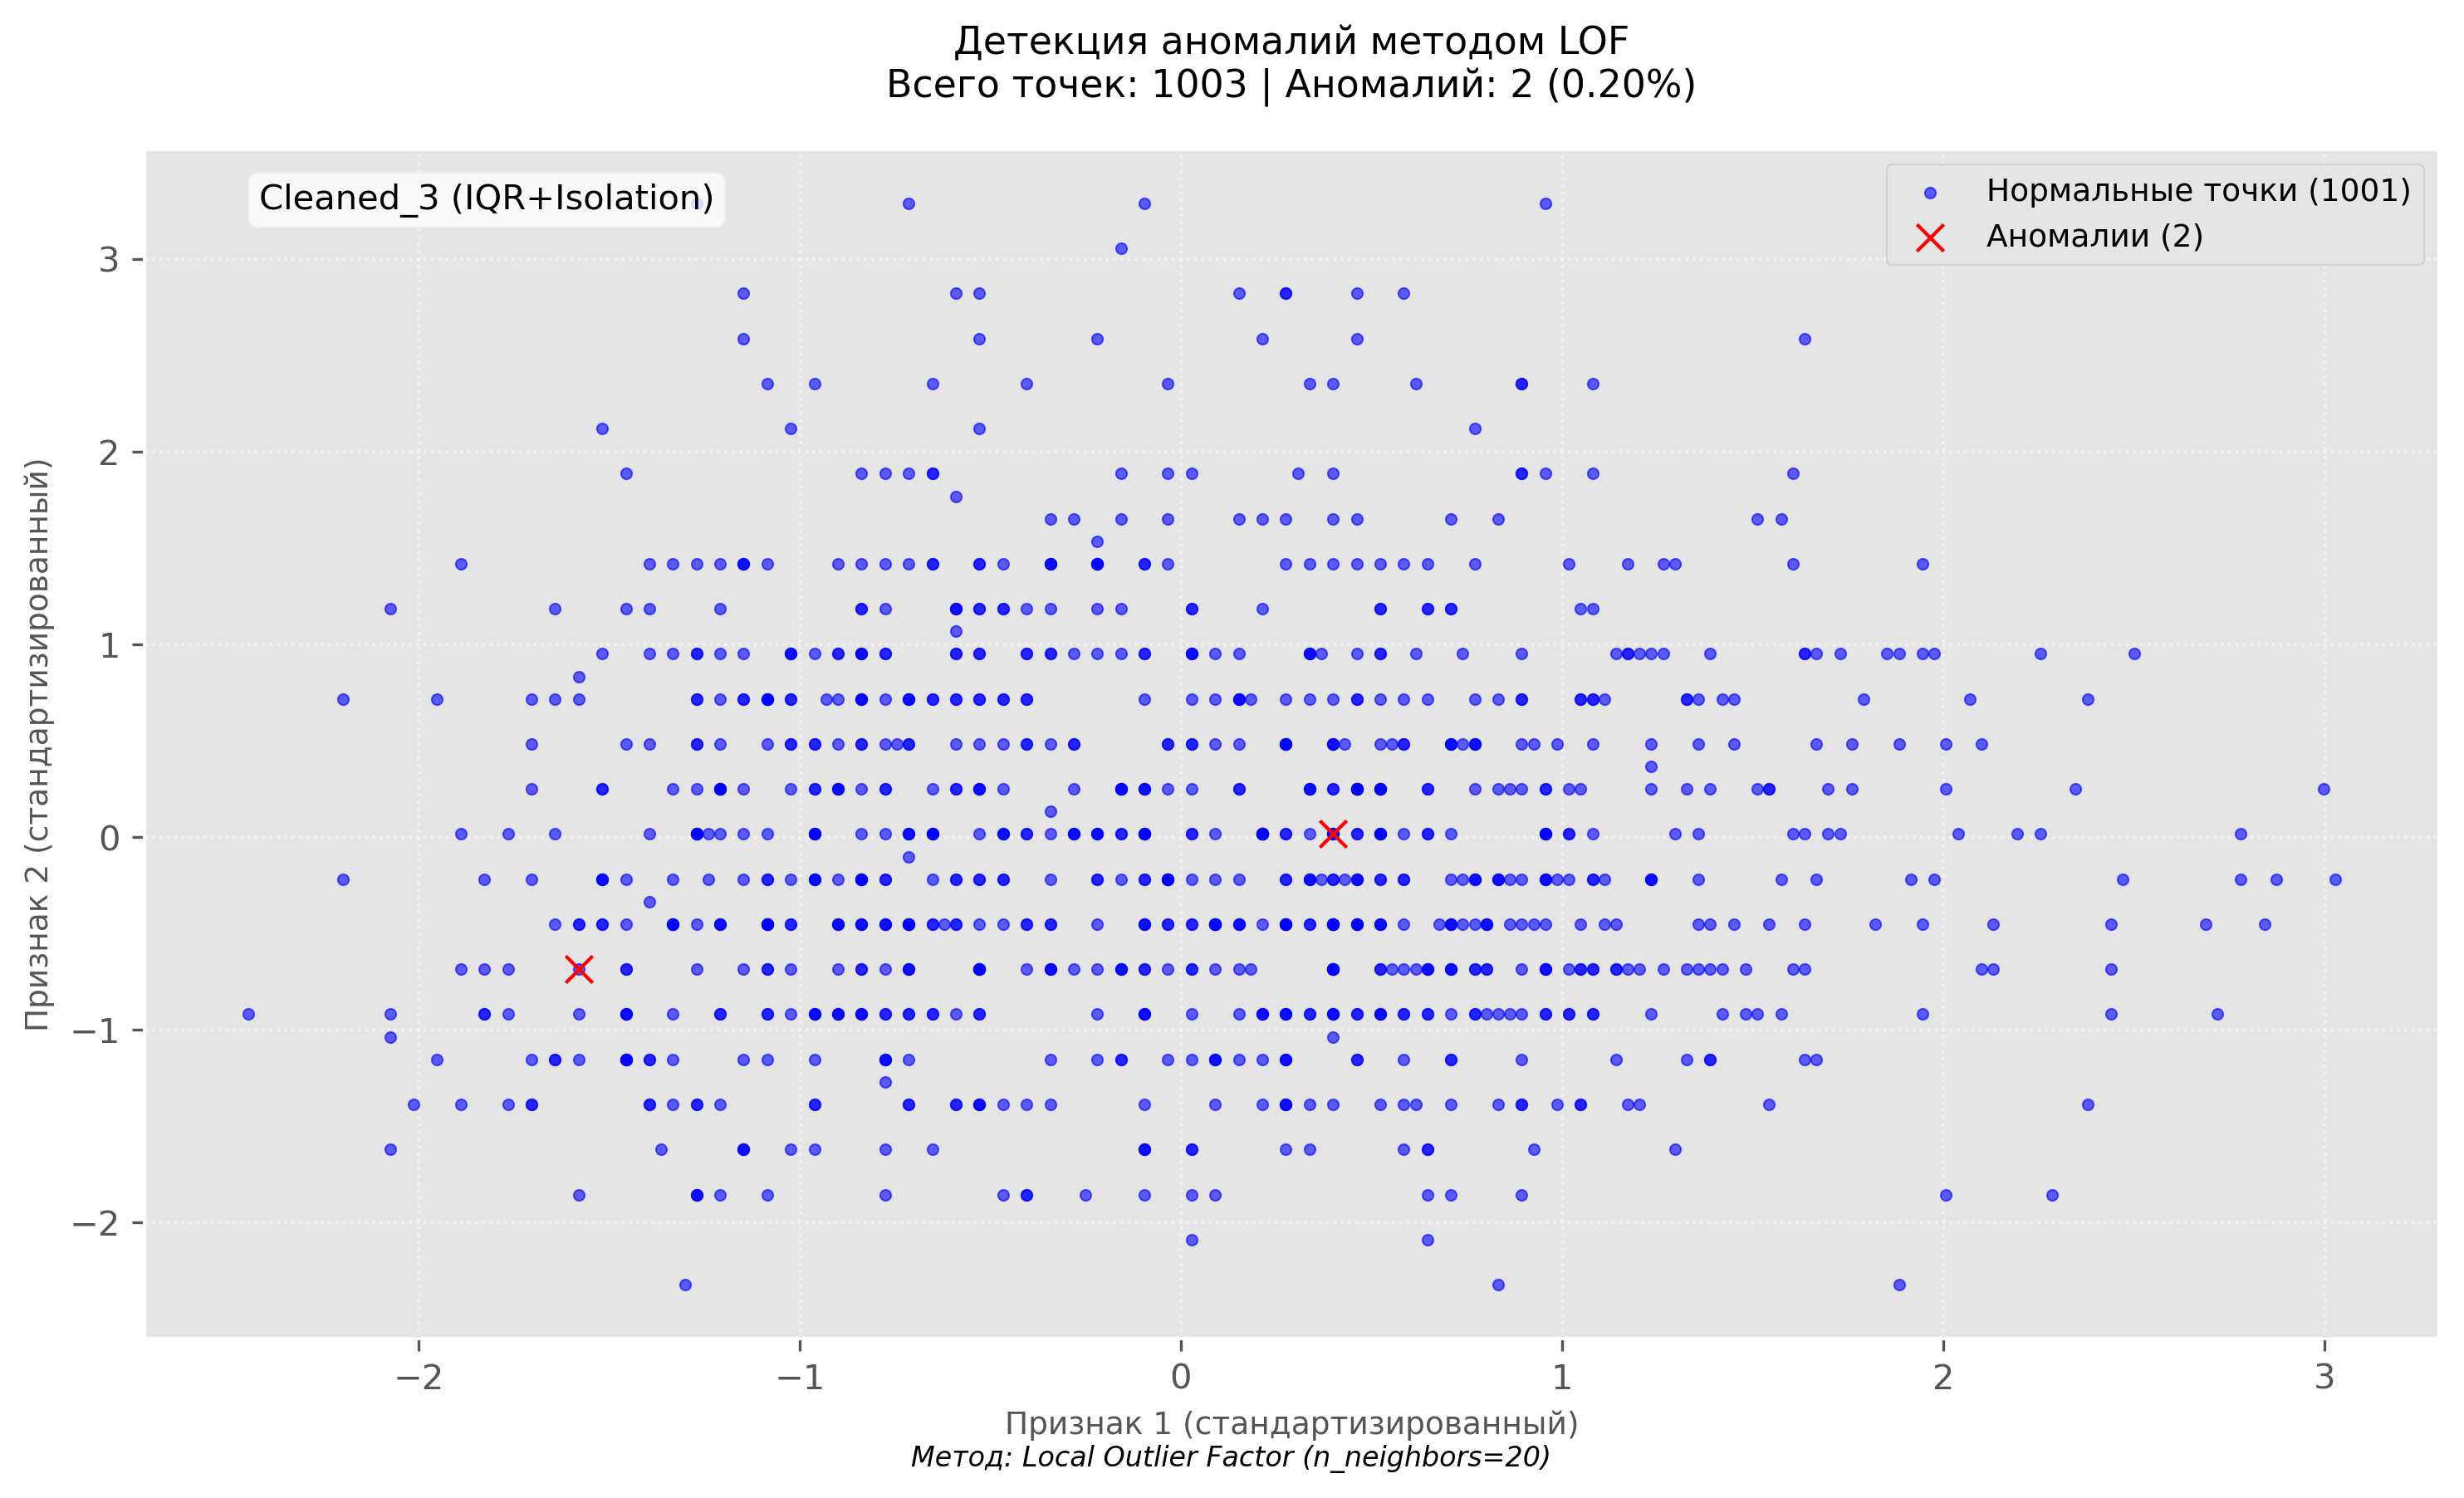 Детекция аномалий методом LOF
Всего точек: 1003 | Аномалий: 2 (0.20%)
Cleaned_3 (IQR+Isolation)
Нормальные точки (1001)
Аномалии (2)
Признак 2 (стандартизированный)
3
2
1
0
−1
−2
−2
−1
0
1
2
3
Признак 1 (стандартизированный)
Метод: Local Outlier Factor (n_neighbors=20)